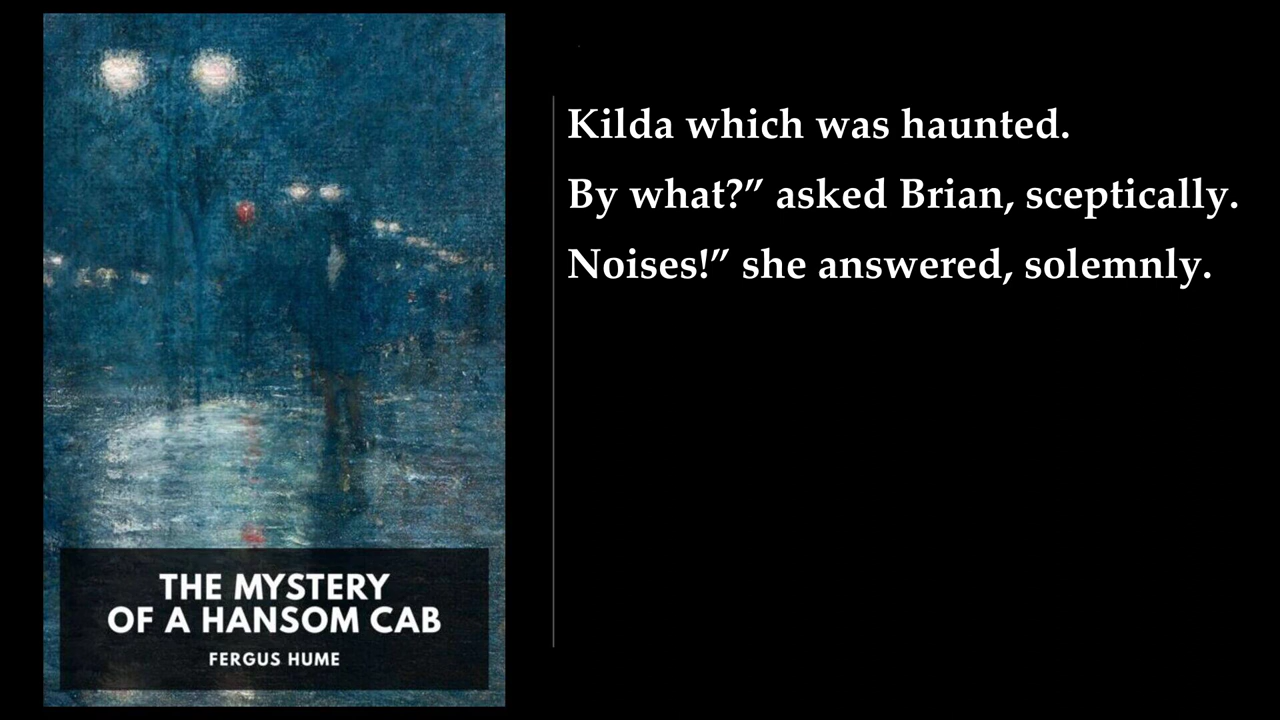 THE MYSTERY
OF A HANSOM CAB
FERGUS HUME
Kilda which was haunted.
By what?” asked Brian, sceptically.
Noises!” she answered, solemnly.